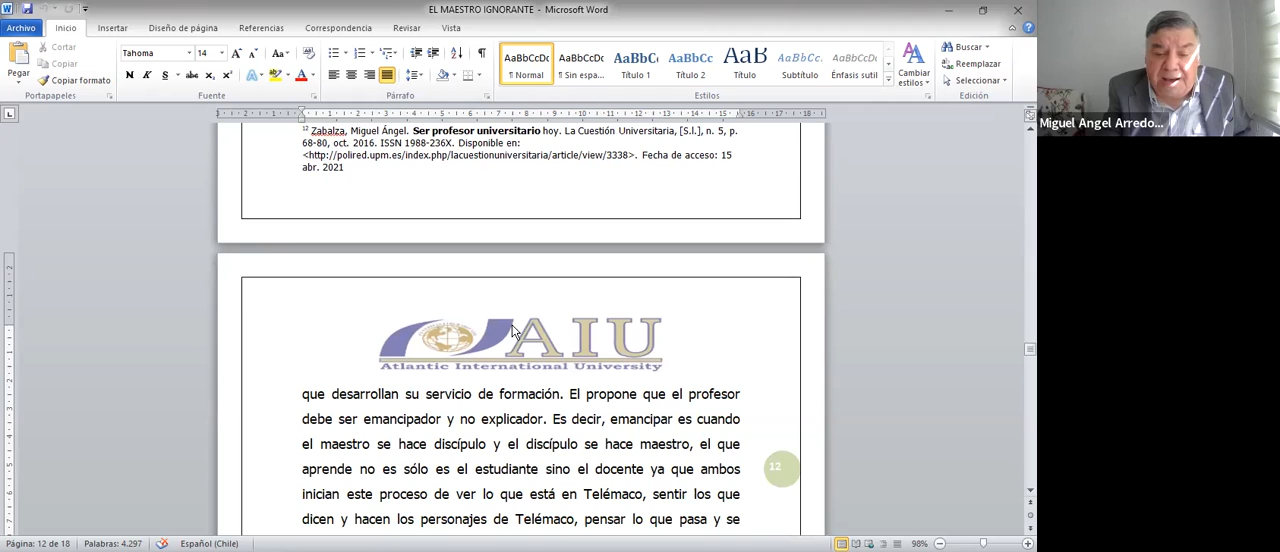 EL MAESTRO IGNORANTE - Microsoft Word
Archivo Inicio Insertar Diseño de página Referencias Correspondencia Revisar Vista
Pegar
Cortar
Copiar
Copiar formato
Portapapeles
Tahoma 14
Fuente
Párrafo
AaBbCcDc AaBbCcDc AaBbC AaBbCc AaB AaBbCc. AaBbCcDc
¶ Normal ¶ Sin espa... Título 1 Título 2 Título Subtítulo Énfasis sutil
Estilos
Cambiar
estilos
Buscar
Reemplazar
Seleccionar
Edición
Miguel Angel Arredo...
12 Zabalza, Miguel Ángel. Ser profesor universitario hoy. La Cuestión Universitaria, [S.l.], n. 5, p.
68-80, oct. 2016. ISSN 1988-236X. Disponible en:
<http://polired.upm.es/index.php/lacuestionuniversitaria/article/view/3338>. Fecha de acceso: 15
abr. 2021
AIU
Atlantic International University
que desarrollan su servicio de formación. El propone que el profesor
debe ser emancipador y no explicador. Es decir, emancipar es cuando
el maestro se hace discípulo y el discípulo se hace maestro, el que
aprende no es sólo es el estudiante sino el docente ya que ambos
inician este proceso de ver lo que está en Telémaco, sentir los que
dicen y hacen los personajes de Telémaco, pensar lo que pasa y se
12
Página: 12 de 18 Palabras: 4.297 Español (Chile) 98%